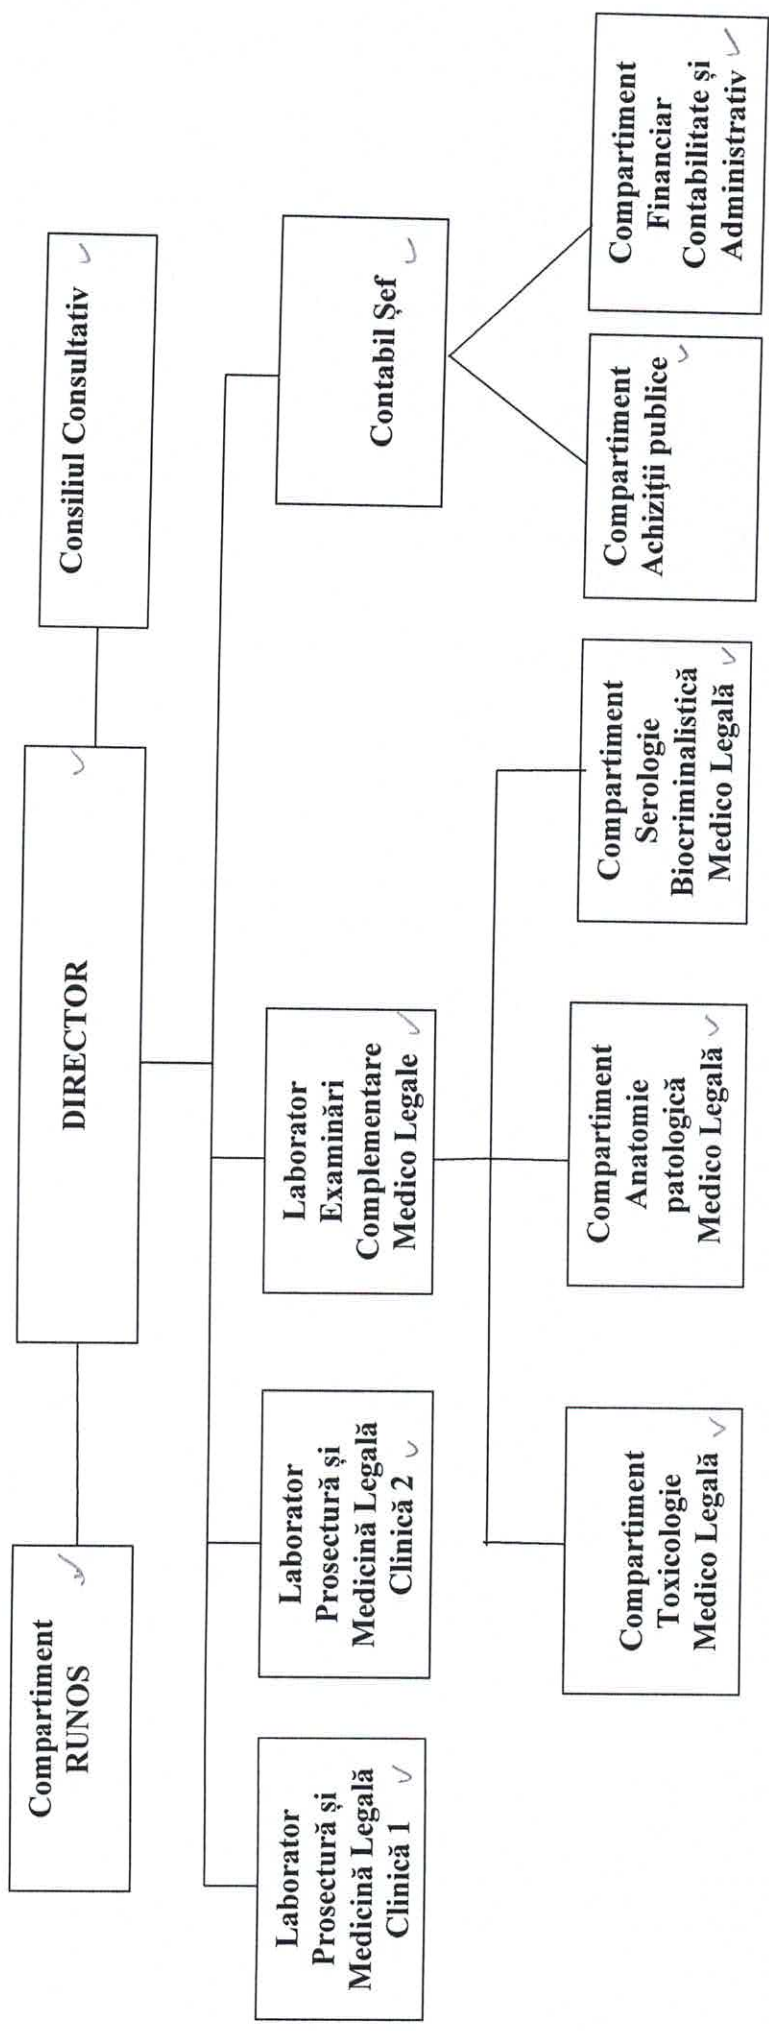 Compartiment
RUNOS
DIRECTOR
Consiliul Consultativ
Laborator
Prosectură și
Medicină Legală
Clinică 1
Laborator
Prosectură și
Medicină Legală
Clinică 2
Laborator
Examinări
Complementare
Medico Legale
Contabil Șef
Compartiment
Toxicologie
Medico Legală
Compartiment
Anatomie
patologică
Medico Legală
Compartiment
Serologie
Biocriminalistică
Medico Legală
Compartiment
Achiziții publice
Compartiment
Financiar
Contabilitate și
Administrativ